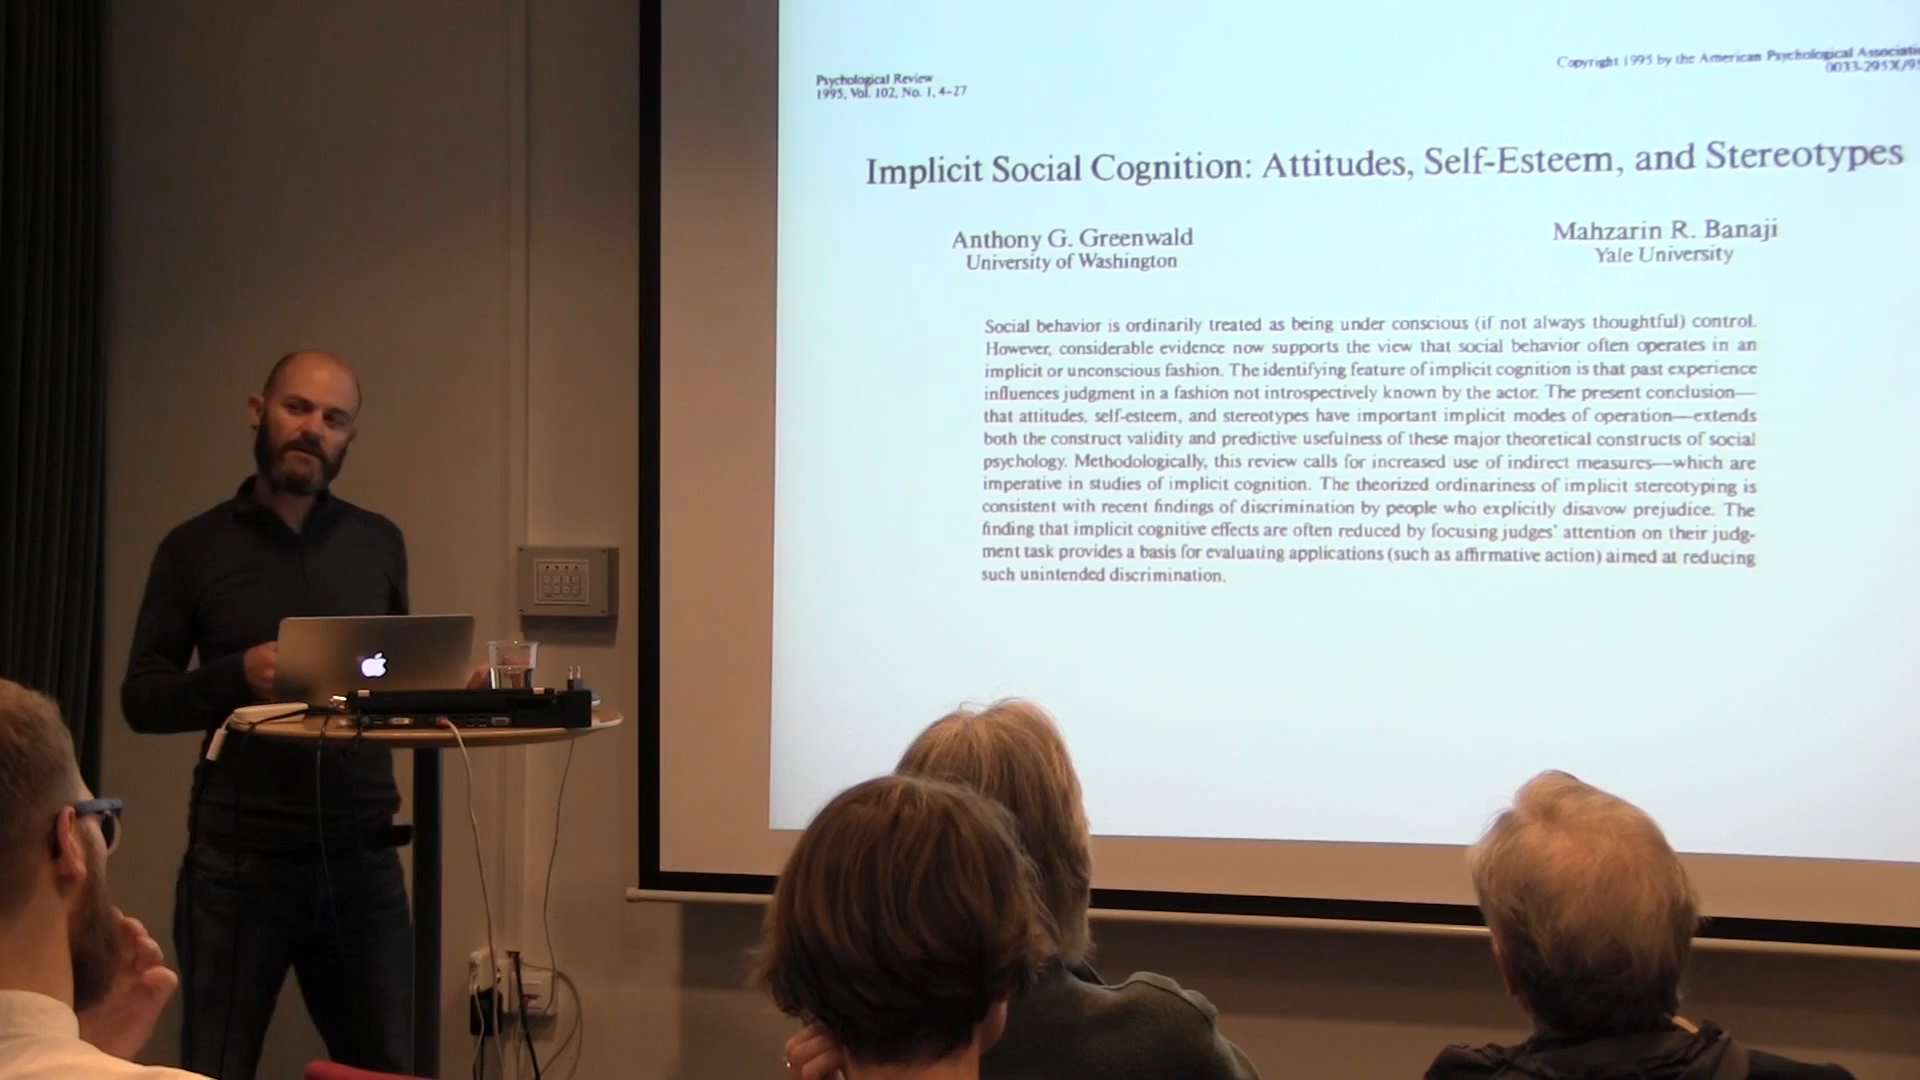 Psychological Review
1995, Vol. 102, No. 1, 4–27
Copyright 1995 by the American Psychological Associati
0033-295X/95
Implicit Social Cognition: Attitudes, Self-Esteem, and Stereotypes
Anthony G. Greenwald
University of Washington
Mahzarin R. Banaji
Yale University
Social behavior is ordinarily treated as being under conscious (if not always thoughtful) control.
However, considerable evidence now supports the view that social behavior often operates in an
implicit or unconscious fashion. The identifying feature of implicit cognition is that past experience
influences judgment in a fashion not introspectively known by the actor. The present conclusion—
that attitudes, self-esteem, and stereotypes have important implicit modes of operation—extends
both the construct validity and predictive usefulness of these major theoretical constructs of social
psychology. Methodologically, this review calls for increased use of indirect measures—which are
imperative in studies of implicit cognition. The theorized ordinariness of implicit stereotyping is
consistent with recent findings of discrimination by people who explicitly disavow prejudice. The
finding that implicit cognitive effects are often reduced by focusing judges' attention on their judg-
ment task provides a basis for evaluating applications (such as affirmative action) aimed at reducing
such unintended discrimination.